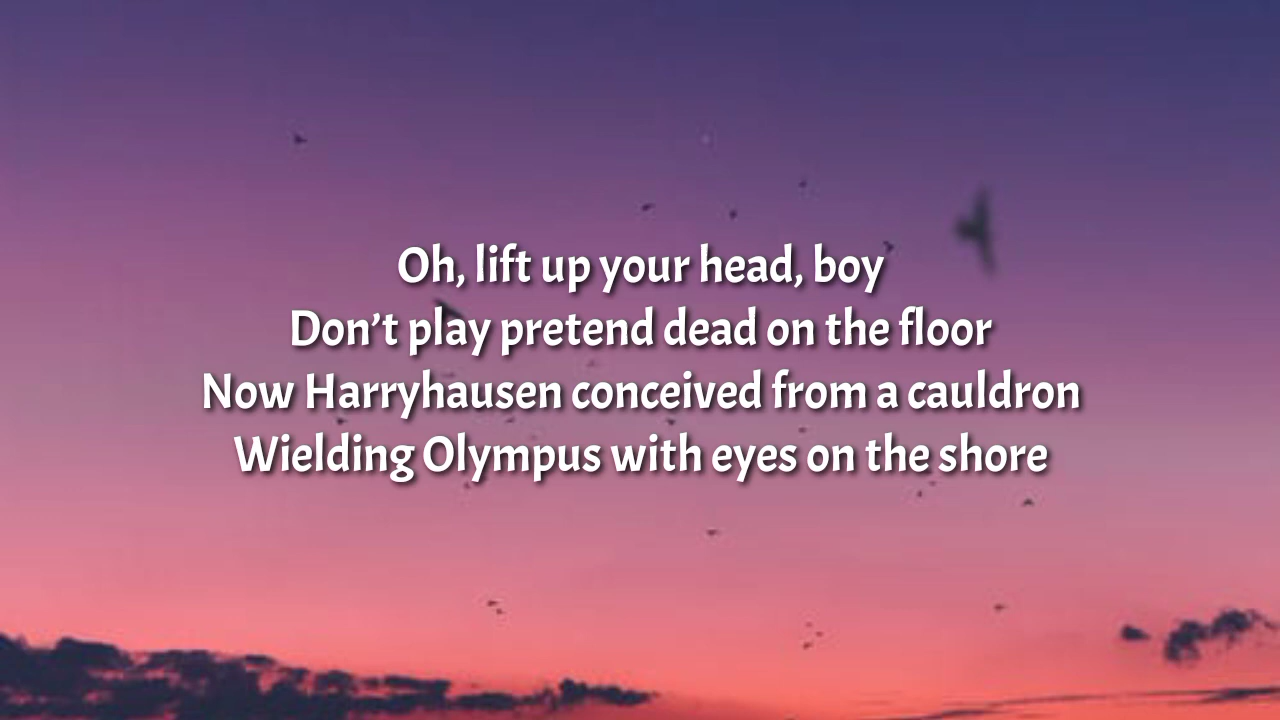 Oh, lift up your head, boy
Don’t play pretend dead on the floor
Now Harryhausen conceived from a cauldron
Wielding Olympus with eyes on the shore